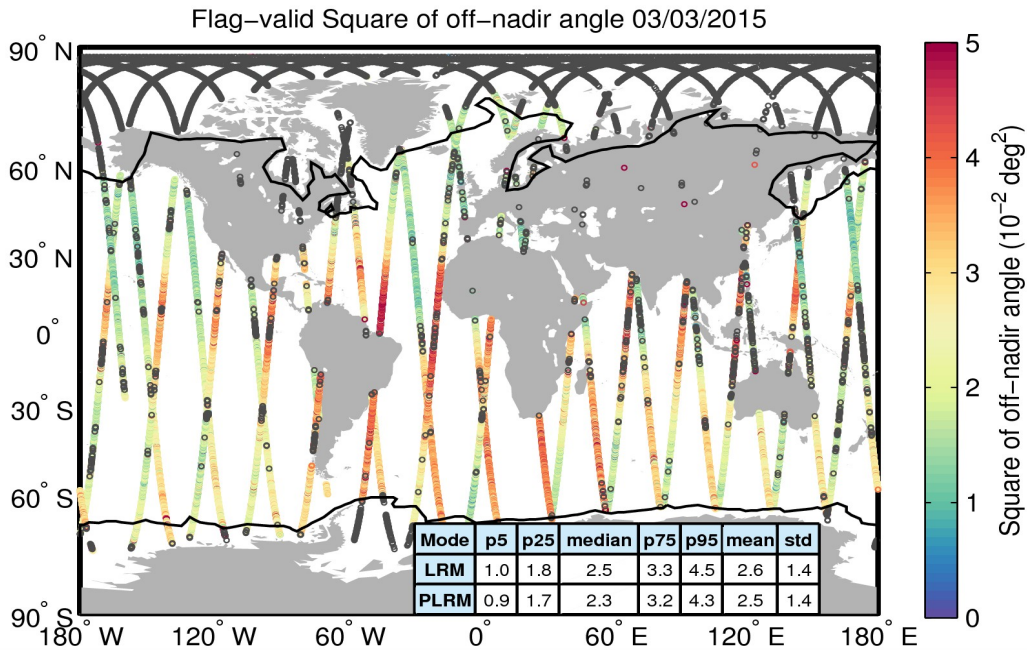 Flag−valid Square of off−nadir angle 03/03/2015
90° N
60° N
30° N
0°
30° S
60° S
90° S
180° W
120° W
60° W
0°
60° E
120° E
180° E
Mode p5 p25 median p75 p95 mean std
LRM 1.0 1.8 2.5 3.3 4.5 2.6 1.4
PLRM 0.9 1.7 2.3 3.2 4.3 2.5 1.4
5
4
3
2
1
0
Square of off−nadir angle (10⁻² deg²)